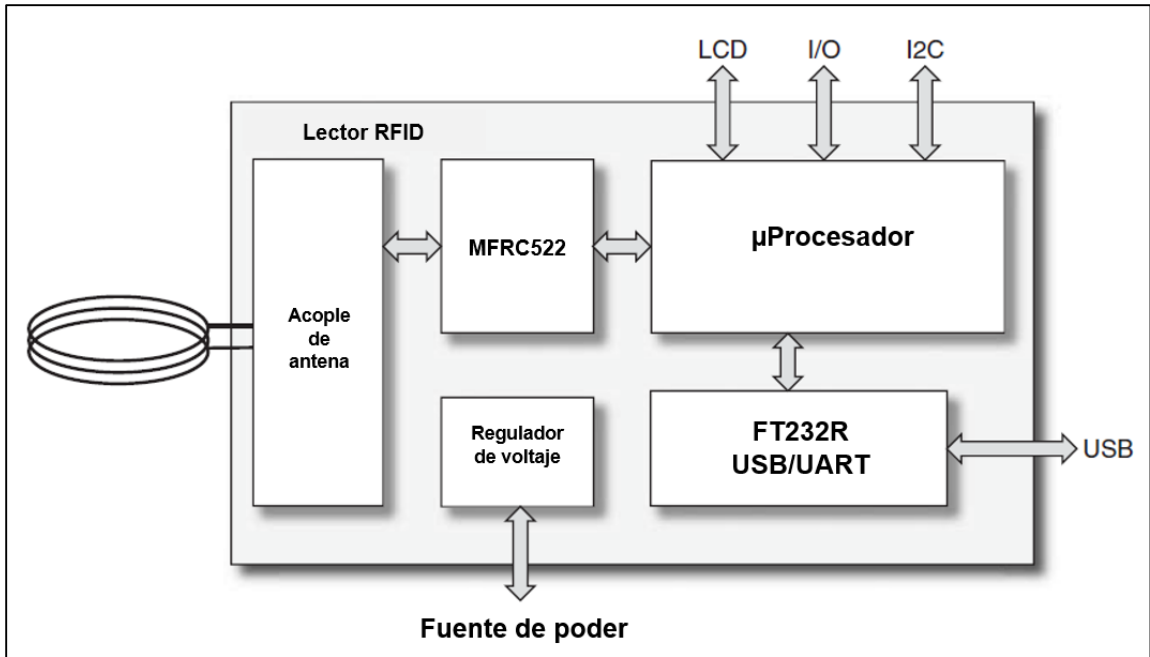 LCD
I/O
I2C
Lector RFID
MFRC522
µProcesador
Acople
de
antena
Regulador
de voltaje
FT232R
USB/UART
USB
Fuente de poder